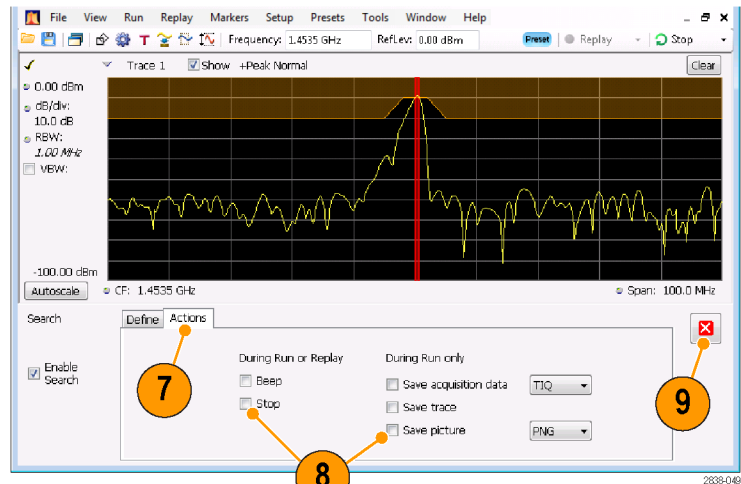 File View Run Replay Markers Setup Presets Tools Window Help
T Frequency: 1.4535 GHz RefLev: 0.00 dBm Preset Replay Stop
Trace 1 Show +Peak Normal Clear
0.00 dBm
dB/div:
10.0 dB
RBW:
1.00 MHz
VBW:
-100.00 dBm
Autoscale CF: 1.4535 GHz Span: 100.0 MHz
Search Define Actions
During Run or Replay During Run only
Enable
Search
Beep Save acquisition data TIQ
Stop Save trace
Save picture PNG
7
8
9
2838-049